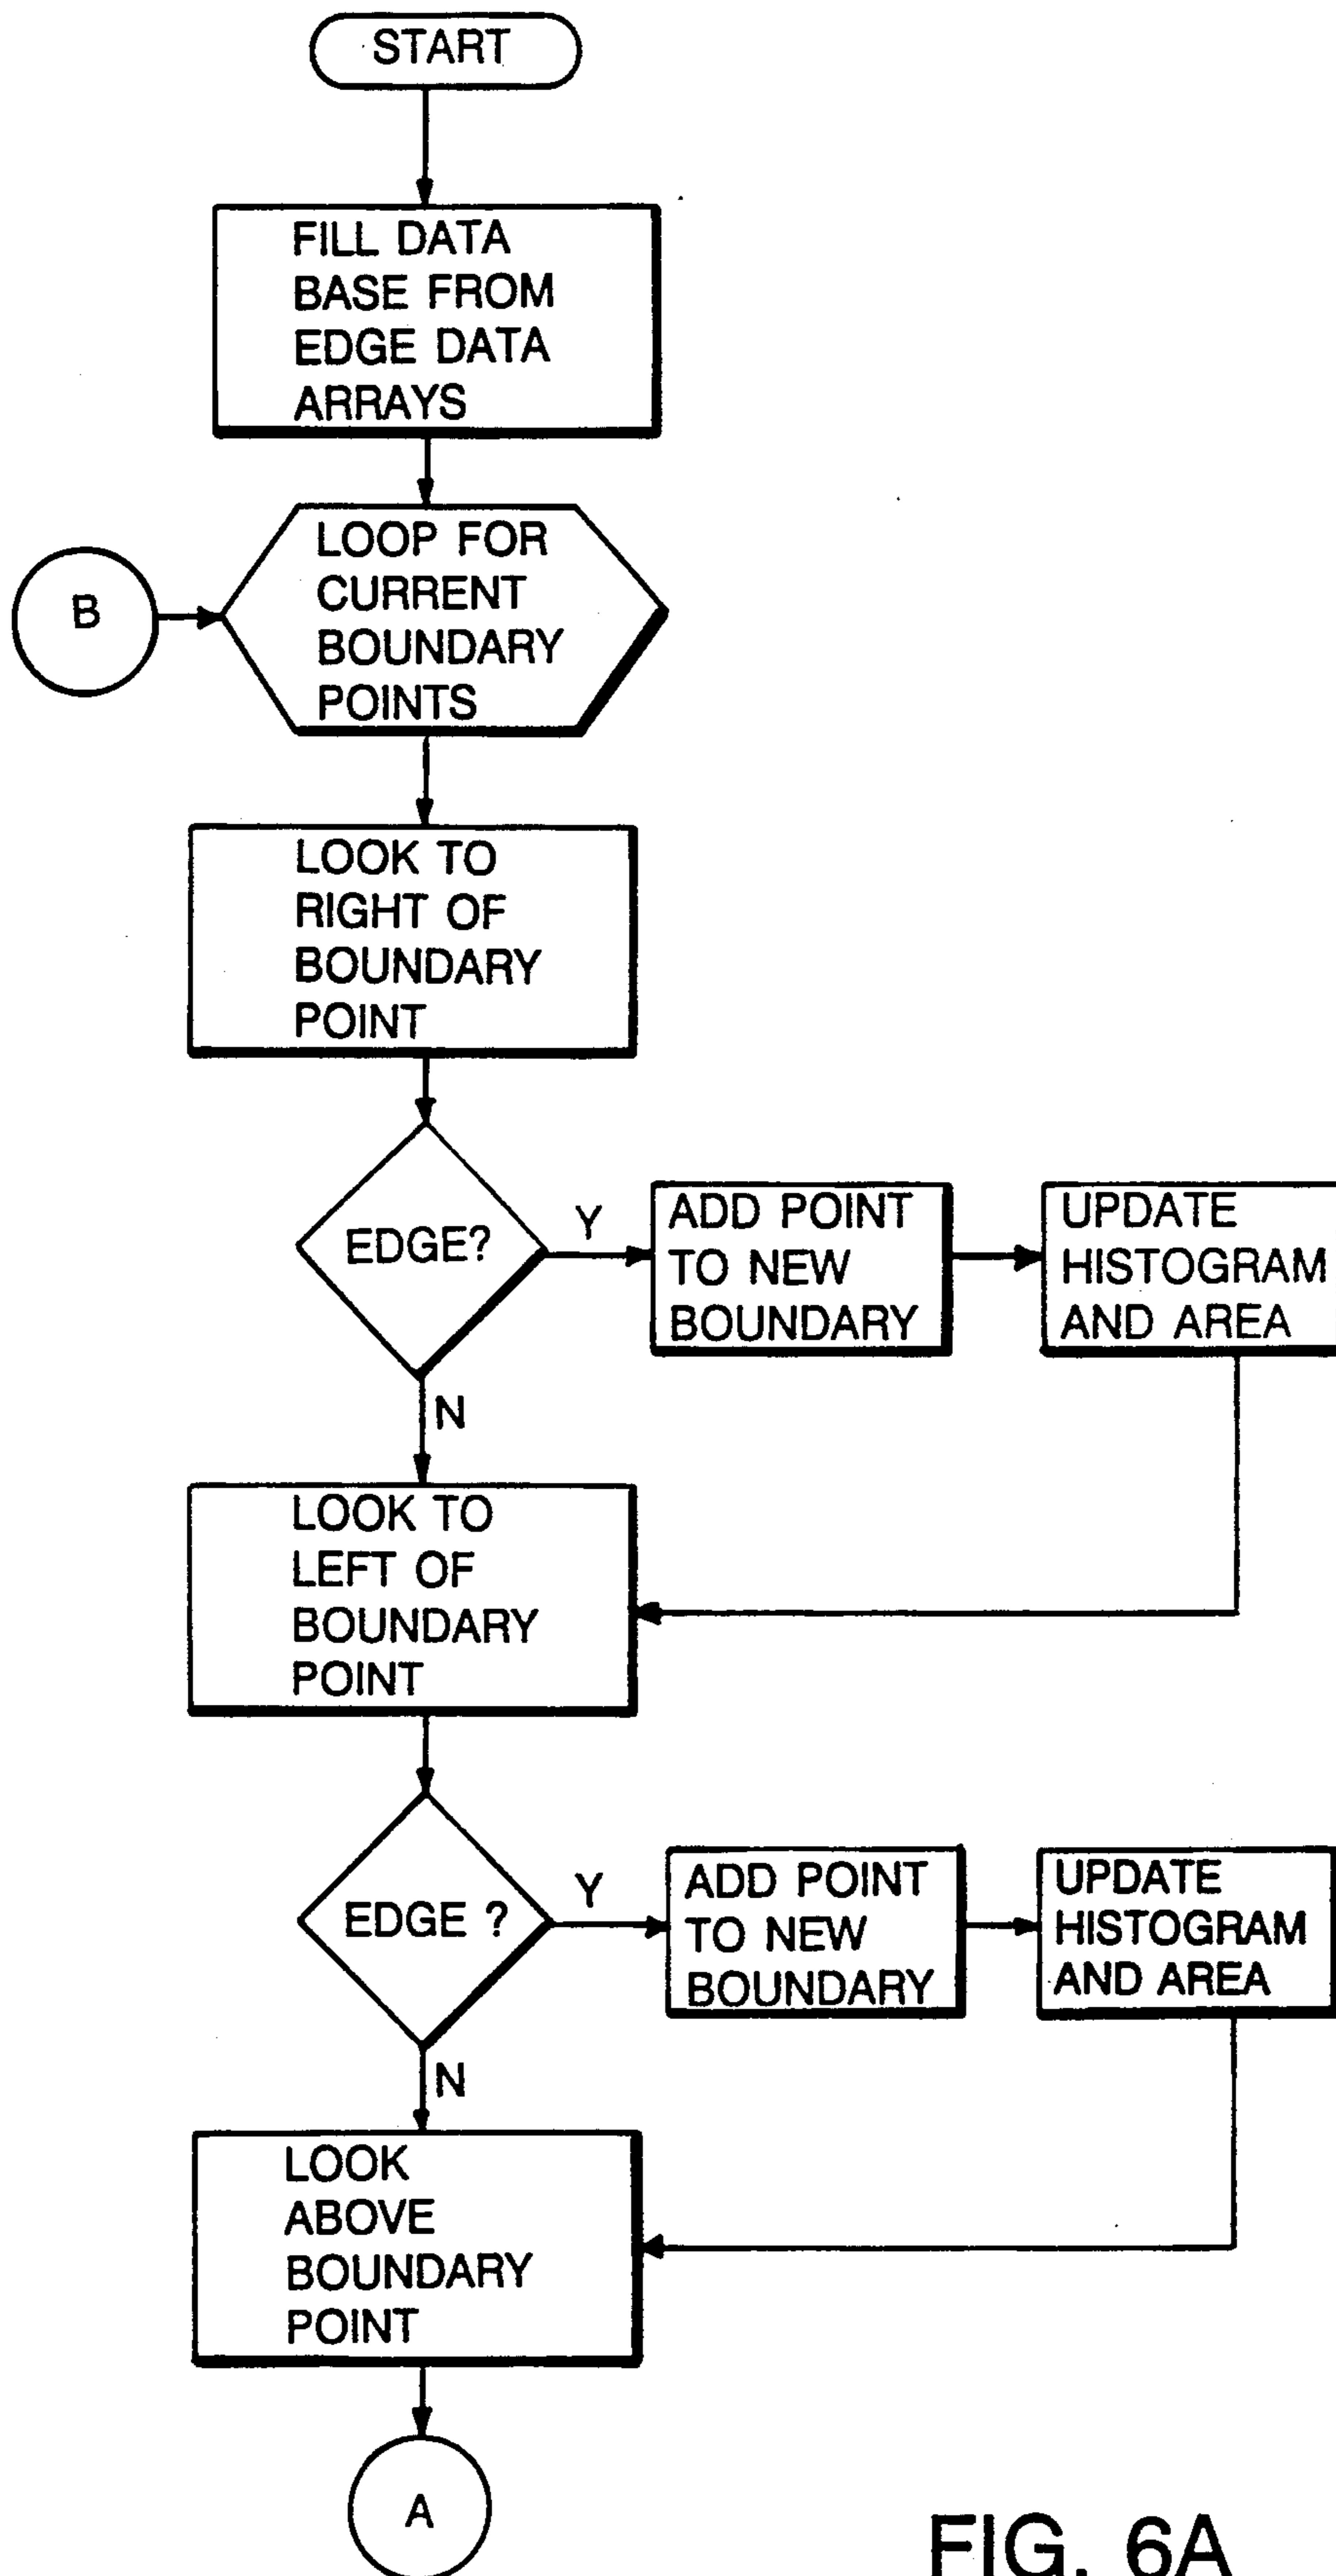 START
FILL DATA
BASE FROM
EDGE DATA
ARRAYS
B
LOOP FOR
CURRENT
BOUNDARY
POINTS
LOOK TO
RIGHT OF
BOUNDARY
POINT
EDGE?
Y
ADD POINT
TO NEW
BOUNDARY
UPDATE
HISTOGRAM
AND AREA
N
LOOK TO
LEFT OF
BOUNDARY
POINT
EDGE ?
Y
ADD POINT
TO NEW
BOUNDARY
UPDATE
HISTOGRAM
AND AREA
N
LOOK
ABOVE
BOUNDARY
POINT
A
FIG. 6A